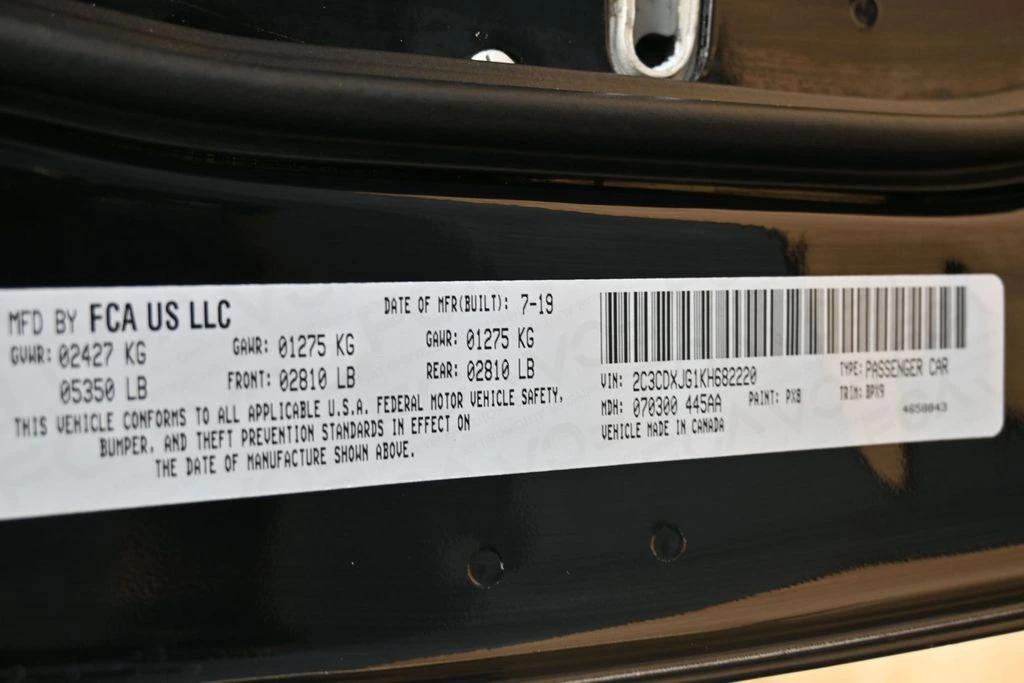 MFD BY FCA US LLC
DATE OF MFR(BUILT): 7-19
GVWR: 02427 KG
05350 LB
GAWR: 01275 KG
FRONT: 02810 LB
GAWR: 01275 KG
REAR: 02810 LB
THIS VEHICLE CONFORMS TO ALL APPLICABLE U.S.A. FEDERAL MOTOR VEHICLE SAFETY,
BUMPER, AND THEFT PREVENTION STANDARDS IN EFFECT ON
THE DATE OF MANUFACTURE SHOWN ABOVE.
VIN: 2C3CDXJG1KH682220
TYPE: PASSENGER CAR
MDH: 070300 445AA
PAINT: PX8
TRIM: BPX9
VEHICLE MADE IN CANADA
4658043